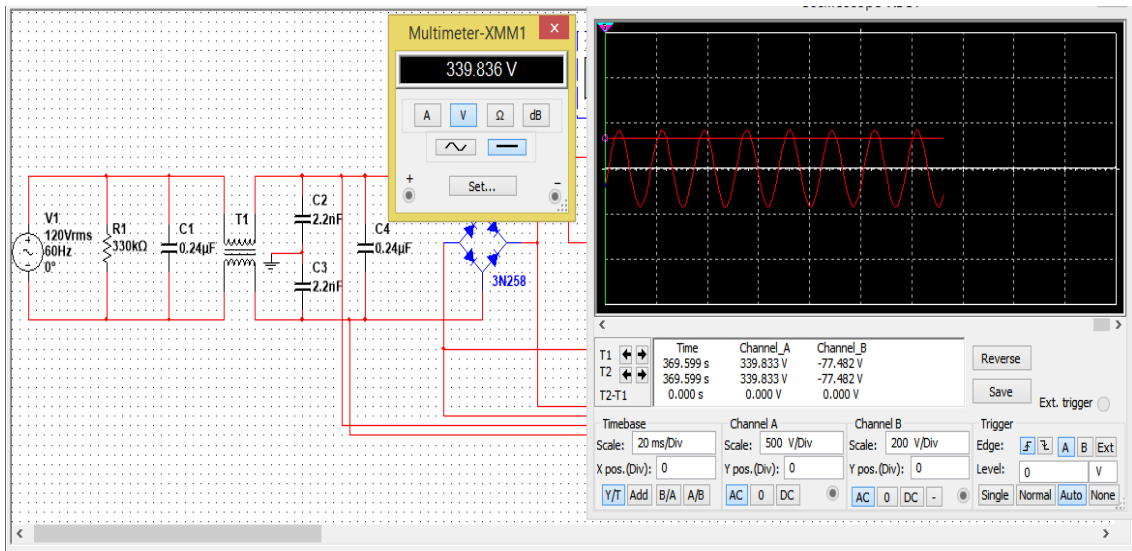 Multimeter-XMM1
x
339.836 V
A V Ω dB
+
Set...
-
V1
120Vrms
60Hz
0°
R1
330kΩ
C1
0.24µF
T1
C2
2.2nF
C3
2.2nF
C4
0.24µF
3N258
Time Channel_A Channel_B
T1 369.599 s 339.833 V -77.482 V
T2 369.599 s 339.833 V -77.482 V
T2-T1 0.000 s 0.000 V 0.000 V
Reverse
Save
Ext. trigger
Timebase
Scale: 20 ms/Div
X pos.(Div): 0
Y/T Add B/A A/B
Channel A
Scale: 500 V/Div
Y pos.(Div): 0
AC 0 DC
Channel B
Scale: 200 V/Div
Y pos.(Div): 0
AC 0 DC -
Trigger
Edge: A B Ext
Level: 0 V
Single Normal Auto None